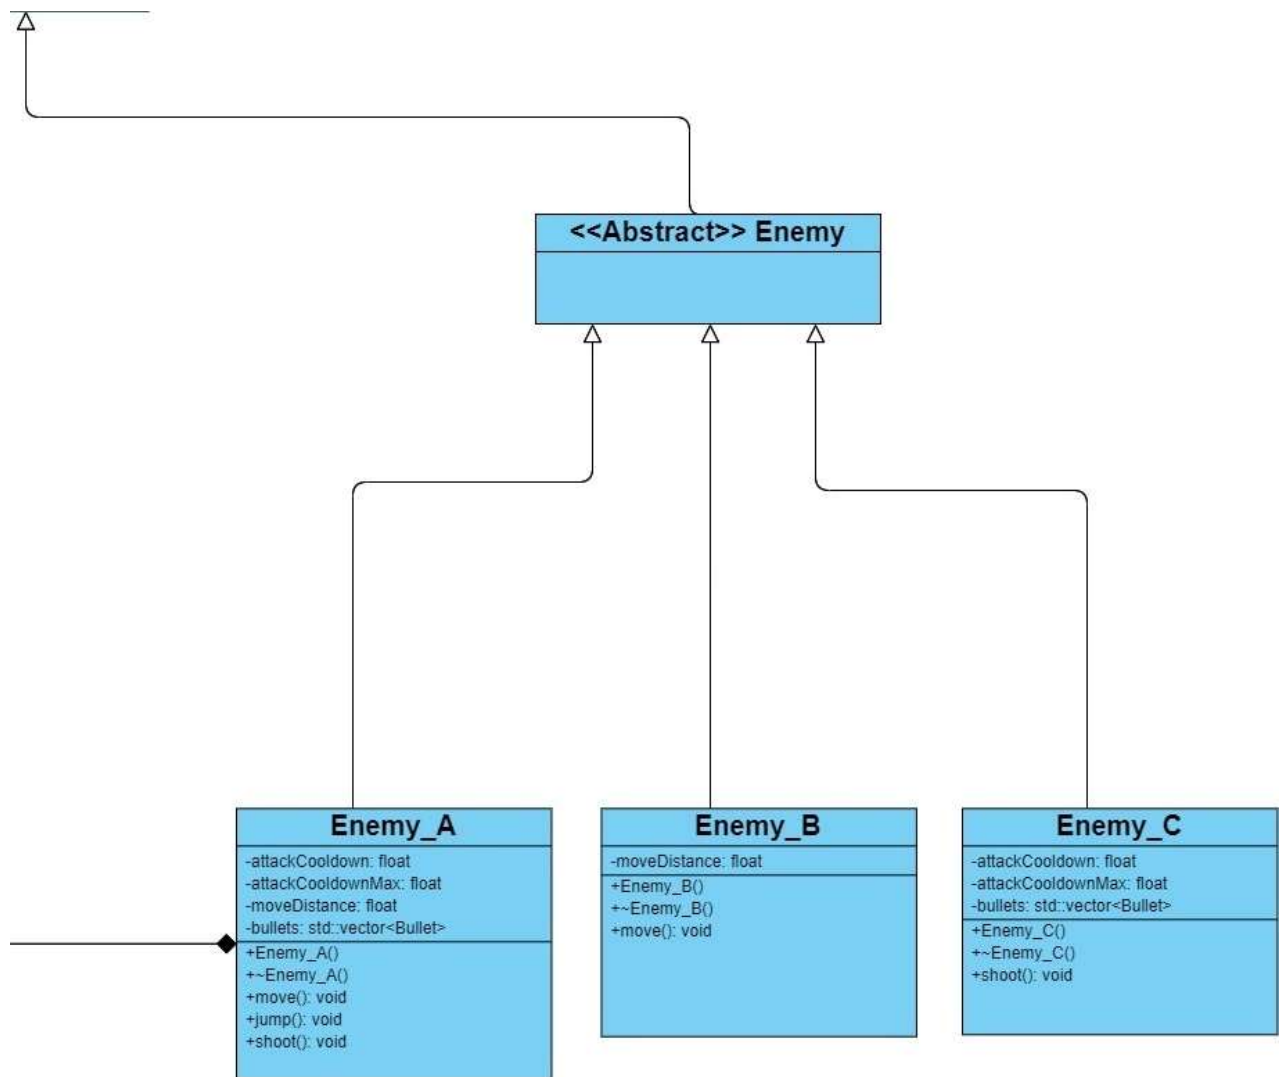 <<Abstract>> Enemy
Enemy_A
-attackCooldown: float
-attackCooldownMax: float
-moveDistance: float
-bullets: std::vector<Bullet>
+Enemy_A()
+~Enemy_A()
+move(): void
+jump(): void
+shoot(): void
Enemy_B
-moveDistance: float
+Enemy_B()
+~Enemy_B()
+move(): void
Enemy_C
-attackCooldown: float
-attackCooldownMax: float
-bullets: std::vector<Bullet>
+Enemy_C()
+~Enemy_C()
+shoot(): void